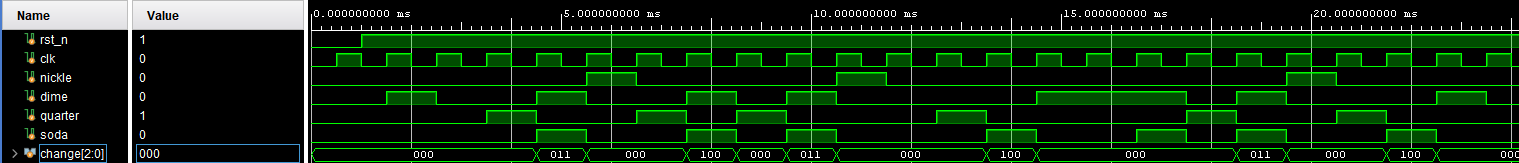 Name Value 0.000000000 ms 5.000000000 ms 10.000000000 ms 15.000000000 ms 20.000000000 ms
rst_n 1
clk 0
nickle 0
dime 0
quarter 1
soda 0
change[2:0] 000 000 011 000 100 000 011 000 100 000 011 000 100 000